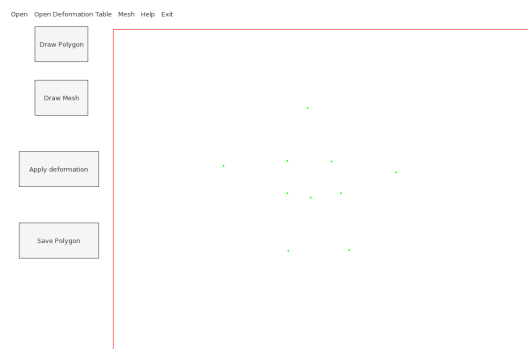 Open Open Deformation Table Mesh Help Exit
Draw Polygon
Draw Mesh
Apply deformation
Save Polygon